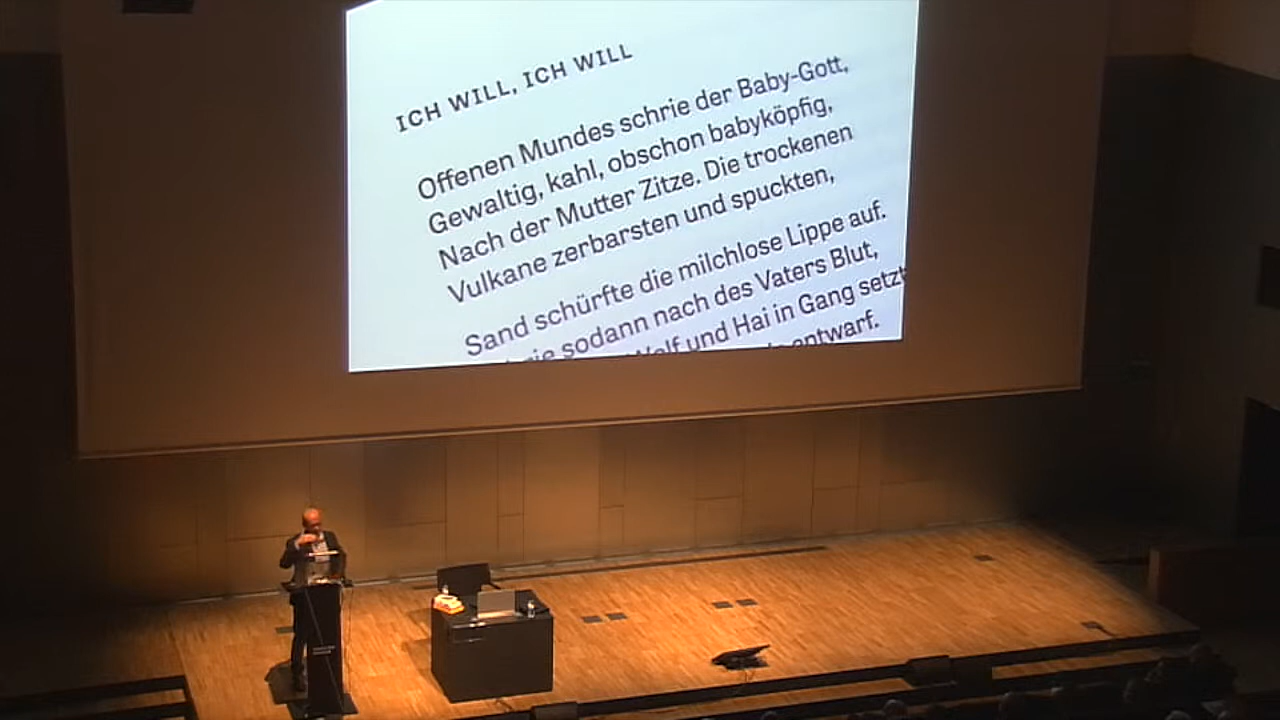 ICH WILL, ICH WILL
Offenen Mundes schrie der Baby-Gott,
Gewaltig, kahl, obschon babyköpfig,
Nach der Mutter Zitze. Die trockenen
Vulkane zerbarsten und spuckten,
Sand schürfte die milchlose Lippe auf.
sodann nach des Vaters Blut,
Wolf und Hai in Gang setzt
entwarf.